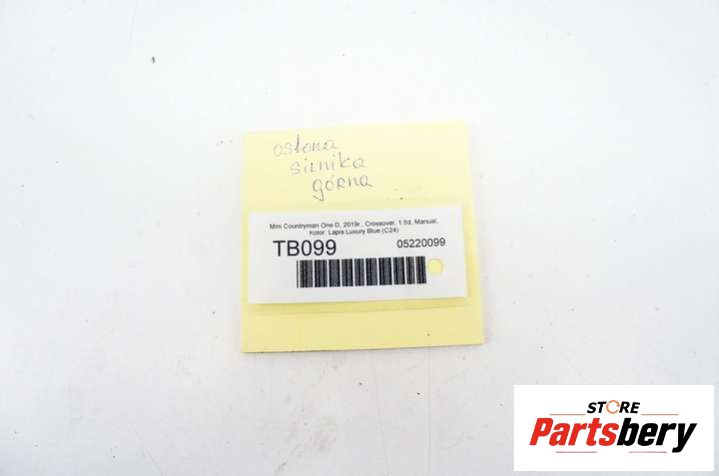 osłona
silnika
górna
Mini Countryman One D, 2019r., Crossover, 1.5d, Manual,
Kolor: Lapis Luxury Blue (C24)
TB099
05220099
STORE
Partsbery